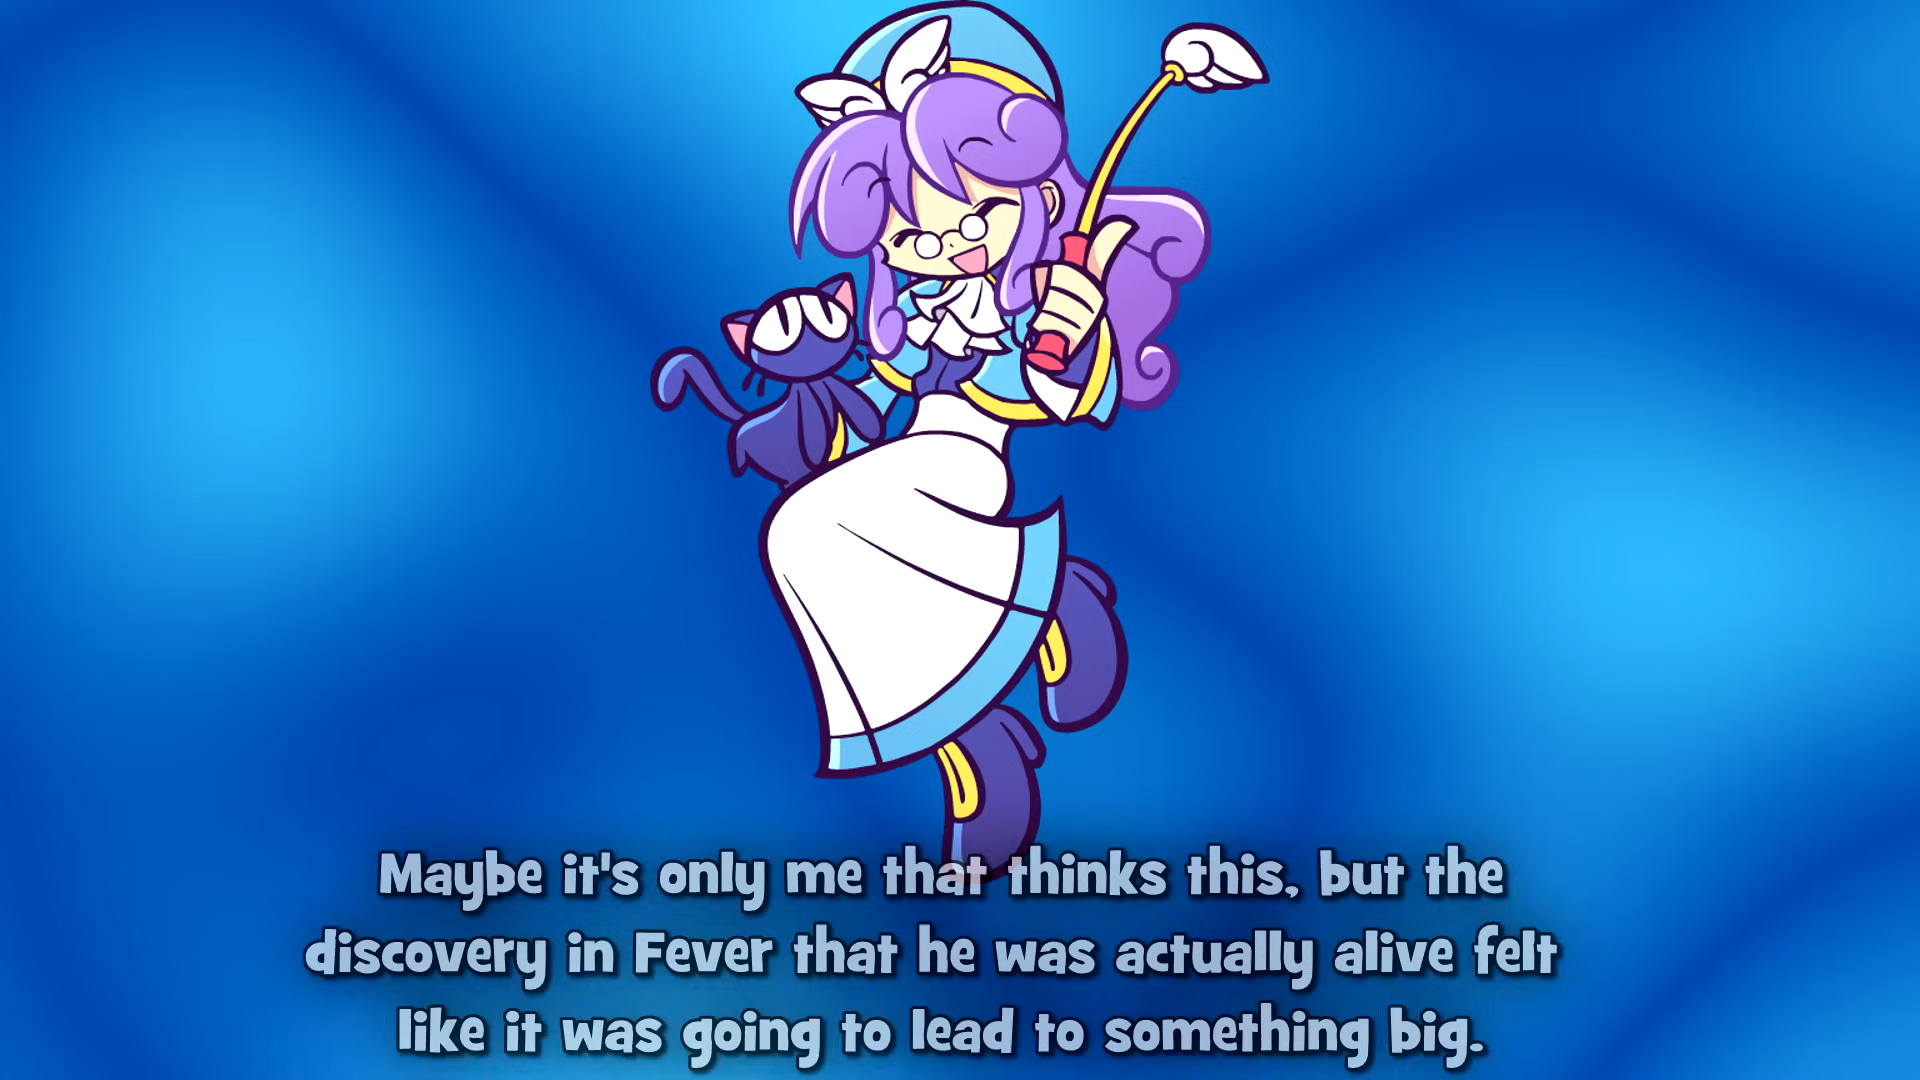 Maybe it's only me that thinks this, but the
discovery in Fever that he was actually alive felt
like it was going to lead to something big.